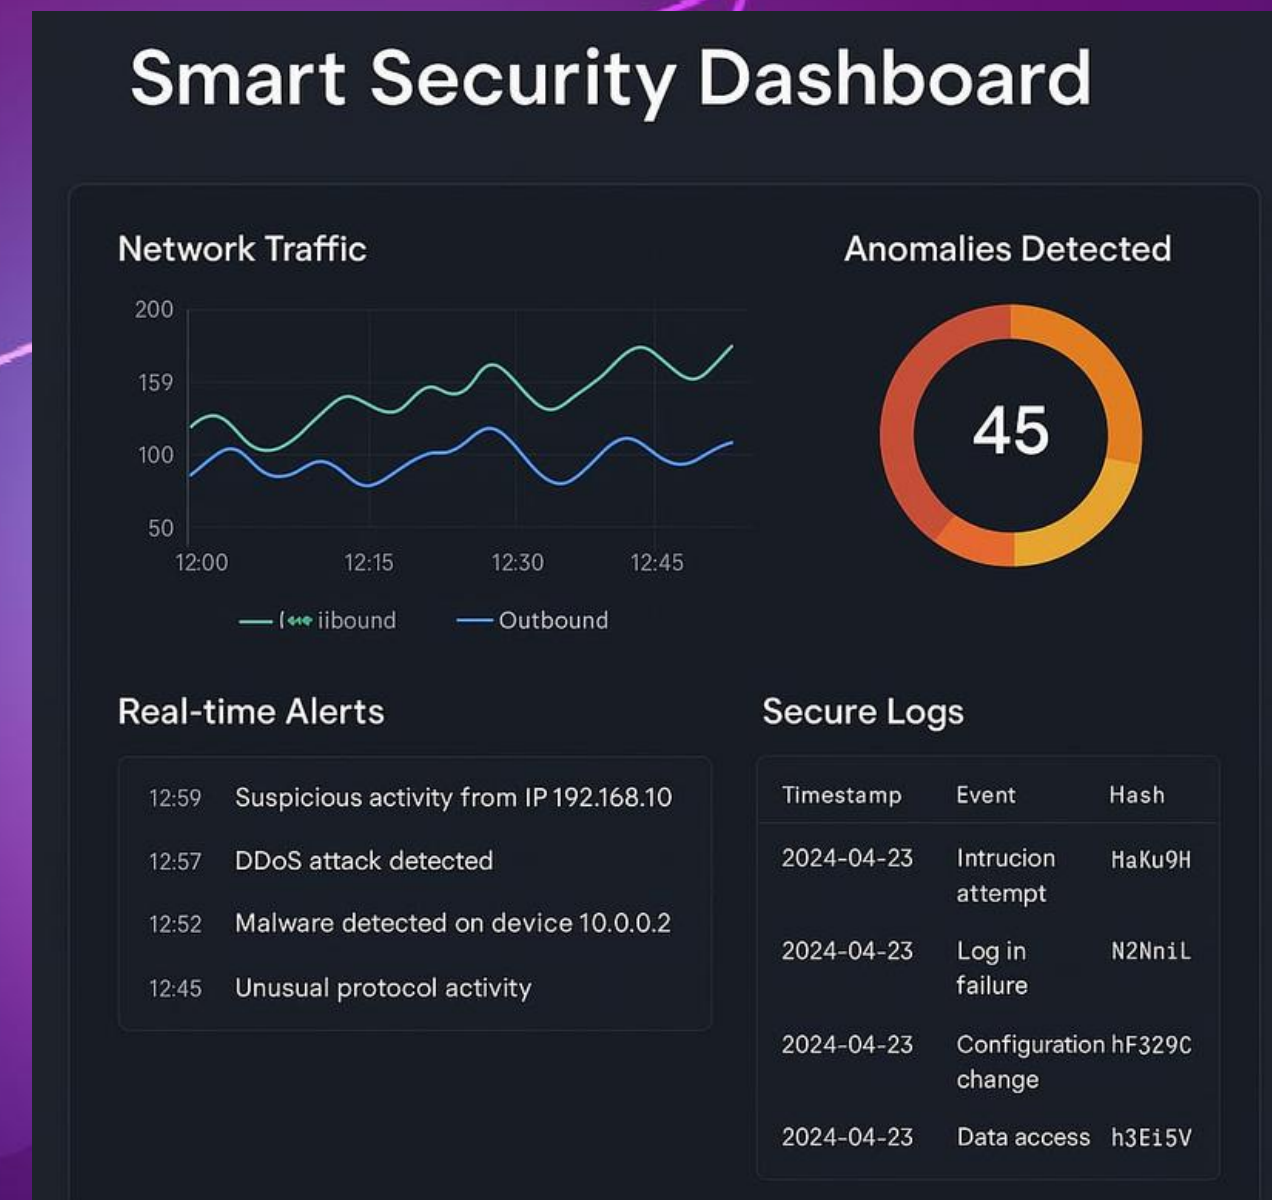 Smart Security Dashboard
Network Traffic
200
159
100
50
12:00 12:15 12:30 12:45
iibound Outbound
Anomalies Detected
45
Real-time Alerts
12:59 Suspicious activity from IP 192.168.10
12:57 DDoS attack detected
12:52 Malware detected on device 10.0.0.2
12:45 Unusual protocol activity
Secure Logs
Timestamp Event Hash
2024-04-23 Intrucion MaKu9H
attempt
2024-04-23 Log in N2NniL
failure
2024-04-23 Configuration hF329C
change
2024-04-23 Data access h3Ei5V